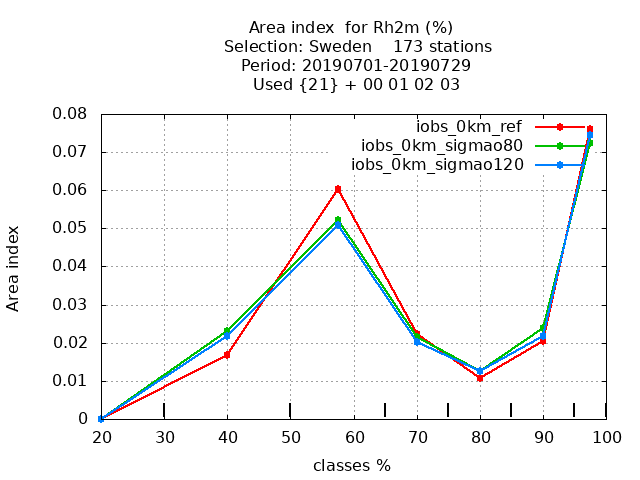 Area index  for Rh2m (%)
Selection: Sweden    173 stations
Period: 20190701-20190729
Used {21} + 00 01 02 03
iobs_0km_ref
iobs_0km_sigmao80
iobs_0km_sigmao120
Area index
0.08
0.07
0.06
0.05
0.04
0.03
0.02
0.01
0
20 30 40 50 60 70 80 90 100
classes %